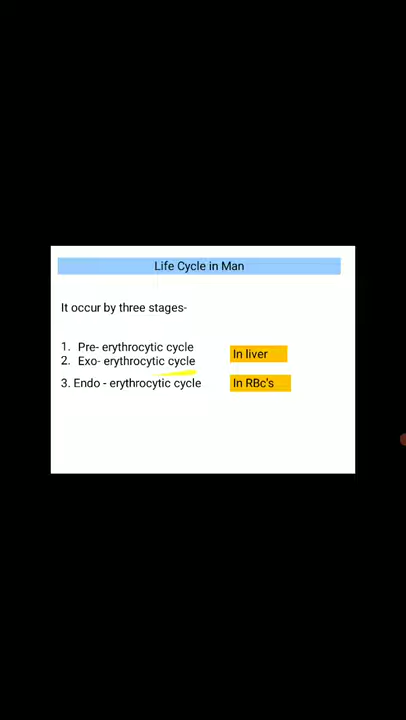 Life Cycle in Man
It occur by three stages-
1. Pre- erythrocytic cycle
2. Exo- erythrocytic cycle
In liver
3. Endo - erythrocytic cycle
In RBc's